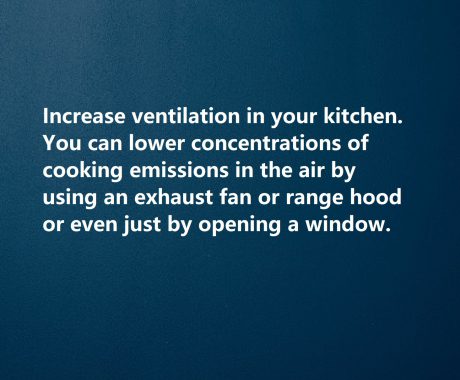 Increase ventilation in your kitchen.
You can lower concentrations of
cooking emissions in the air by
using an exhaust fan or range hood
or even just by opening a window.